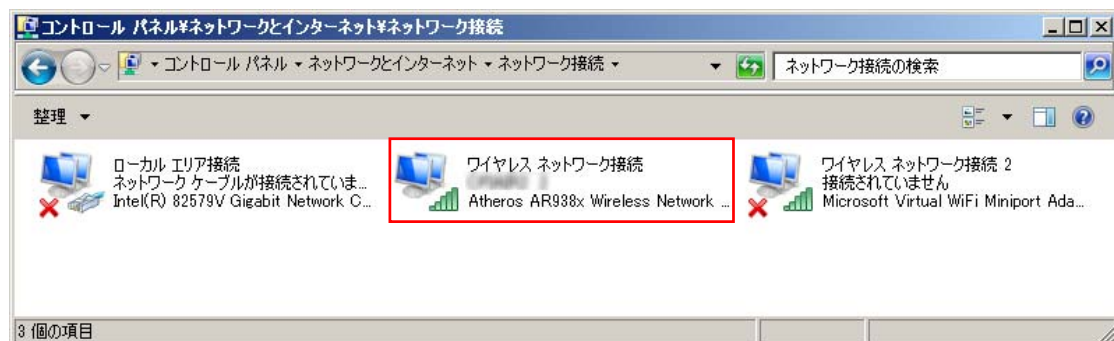 コントロール パネル¥ネットワークとインターネット¥ネットワーク接続
コントロール パネル ネットワークとインターネット ネットワーク接続
ネットワーク接続の検索
整理
ローカル エリア接続
ネットワーク ケーブルが接続されていま...
Intel(R) 82579V Gigabit Network C...
ワイヤレス ネットワーク接続
Atheros AR938x Wireless Network ...
ワイヤレス ネットワーク接続 2
接続されていません
Microsoft Virtual WiFi Miniport Ada...
3 個の項目